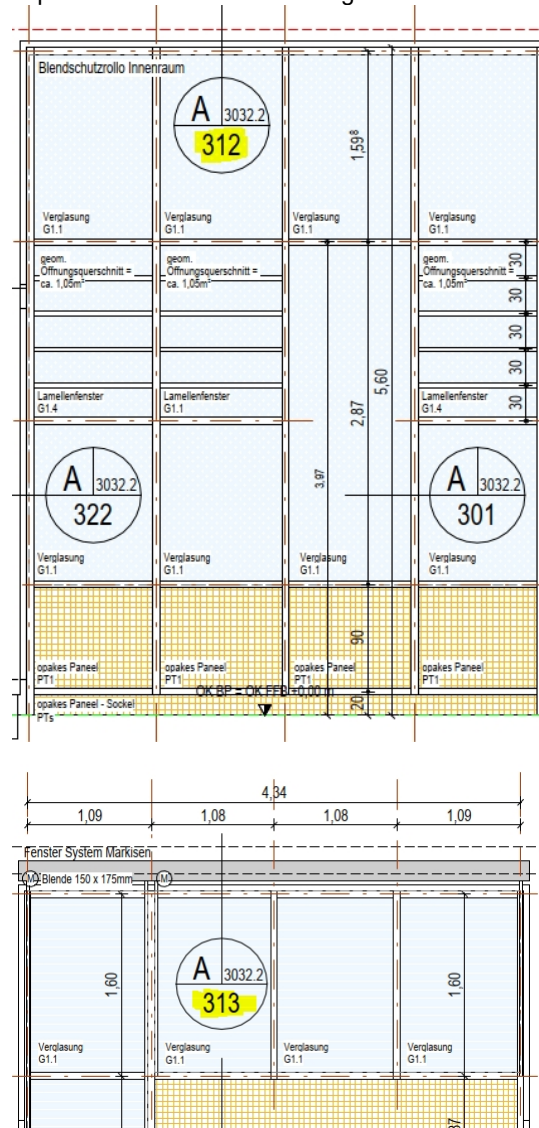 Blendschutzrollo Innenraum
A 3032.2
312
1,59⁸
Verglasung
G1.1
Verglasung
G1.1
Verglasung
G1.1
Verglasung
G1.1
geom.
Öffnungsquerschnitt =
ca. 1,05m²
geom.
Öffnungsquerschnitt =
ca. 1,05m²
geom.
Öffnungsquerschnitt =
ca. 1,05m²
30
30
30
30
30
5,60
2,87
3,97
Lamellenfenster
G1.4
Lamellenfenster
G1.1
Lamellenfenster
G1.4
A 3032.2
322
A 3032.2
301
Verglasung
G1.1
Verglasung
G1.1
Verglasung
G1.1
Verglasung
G1.1
90
opakes Paneel
PT1
opakes Paneel
PT1
opakes Paneel
PT1
opakes Paneel
PT1
OK BP = OK FFB +0,00 m
opakes Paneel - Sockel
PTs
20
4,34
1,09 1,08 1,08 1,09
Fenster System Markisen
M Blende 150 x 175mm M
A 3032.2
313
1,60
1,60
Verglasung
G1.1
Verglasung
G1.1
Verglasung
G1.1
Verglasung
G1.1